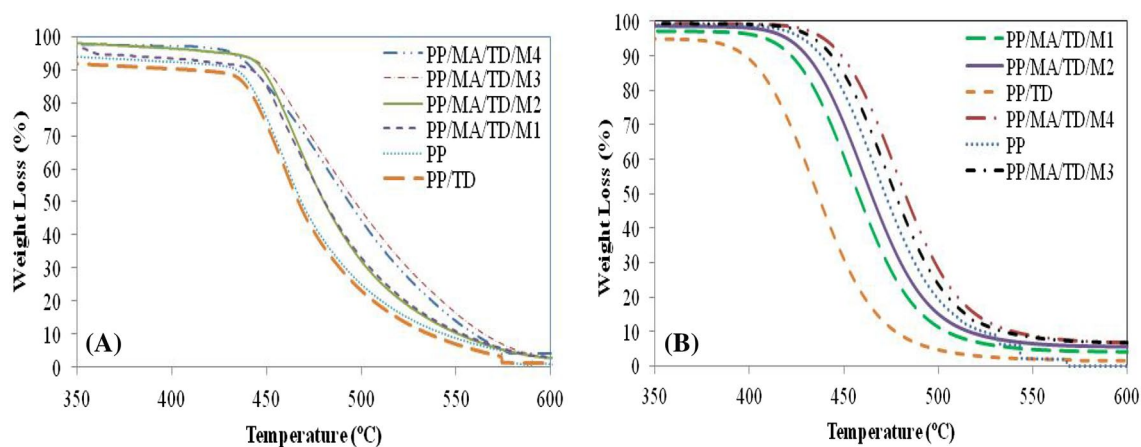 100
90
80
70
60
50
40
30
20
10
0
Weight Loss (%)
PP/MA/TD/M4
PP/MA/TD/M3
PP/MA/TD/M2
PP/MA/TD/M1
PP
PP/TD
(A)
350 400 450 500 550 600
Temperature (ºC)
100
90
80
70
60
50
40
30
20
10
0
Weight Loss (%)
PP/MA/TD/M1
PP/MA/TD/M2
PP/TD
PP/MA/TD/M4
PP
PP/MA/TD/M3
(B)
350 400 450 500 550 600
Temperature (ºC)